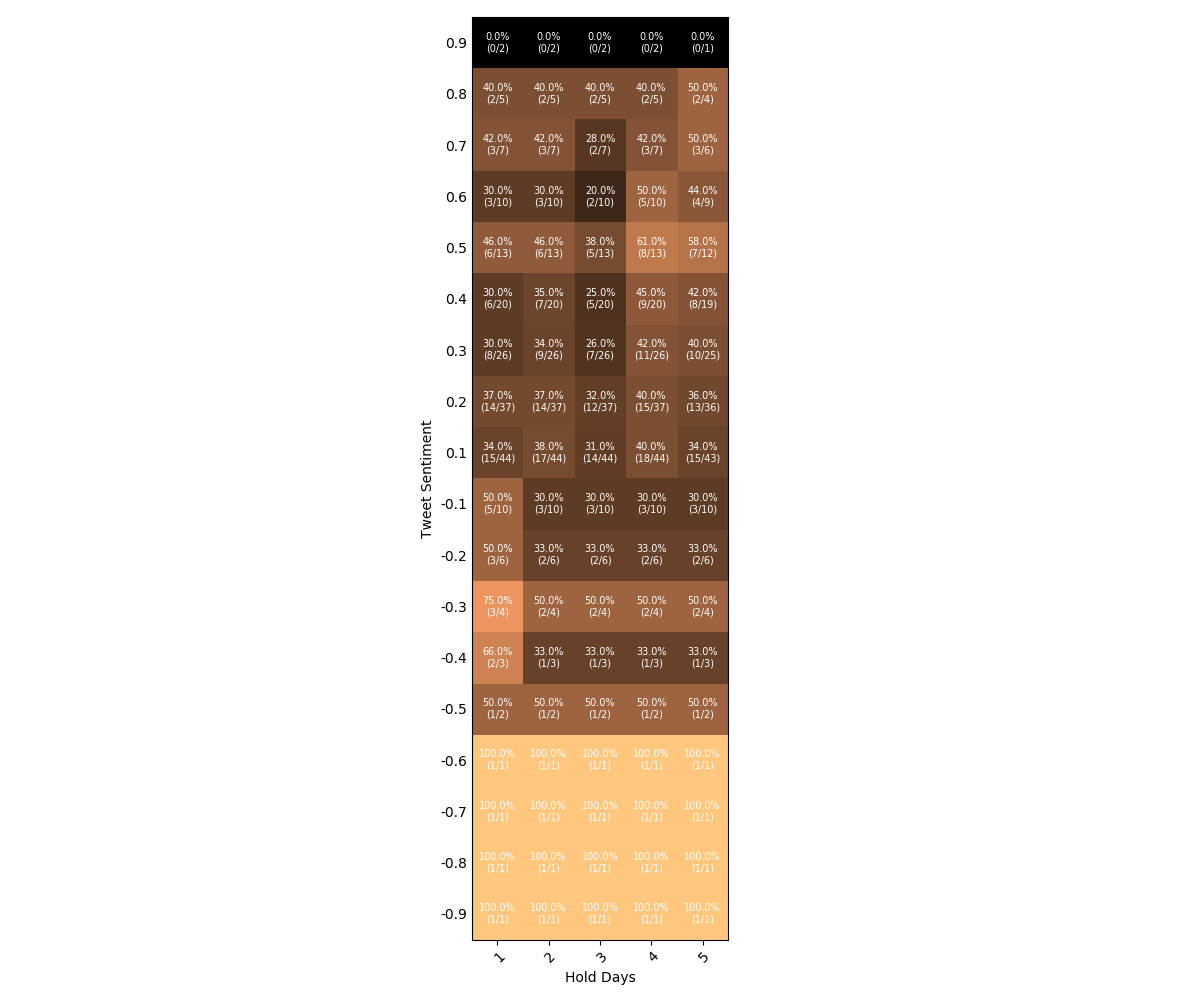 0.9
0.0% 0.0% 0.0% 0.0% 0.0%
(0/2) (0/2) (0/2) (0/2) (0/1)
0.8
40.0% 40.0% 40.0% 40.0% 50.0%
(2/5) (2/5) (2/5) (2/5) (2/4)
0.7
42.0% 42.0% 28.0% 42.0% 50.0%
(3/7) (3/7) (2/7) (3/7) (3/6)
0.6
30.0% 30.0% 20.0% 50.0% 44.0%
(3/10) (3/10) (2/10) (5/10) (4/9)
0.5
46.0% 46.0% 38.0% 61.0% 58.0%
(6/13) (6/13) (5/13) (8/13) (7/12)
0.4
30.0% 35.0% 25.0% 45.0% 42.0%
(6/20) (7/20) (5/20) (9/20) (8/19)
0.3
30.0% 34.0% 26.0% 42.0% 40.0%
(8/26) (9/26) (7/26) (11/26) (10/25)
0.2
37.0% 37.0% 32.0% 40.0% 36.0%
(14/37) (14/37) (12/37) (15/37) (13/36)
0.1
34.0% 38.0% 31.0% 40.0% 34.0%
(15/44) (17/44) (14/44) (18/44) (15/43)
-0.1
50.0% 30.0% 30.0% 30.0% 30.0%
(5/10) (3/10) (3/10) (3/10) (3/10)
-0.2
50.0% 33.0% 33.0% 33.0% 33.0%
(3/6) (2/6) (2/6) (2/6) (2/6)
-0.3
75.0% 50.0% 50.0% 50.0% 50.0%
(3/4) (2/4) (2/4) (2/4) (2/4)
-0.4
66.0% 33.0% 33.0% 33.0% 33.0%
(2/3) (1/3) (1/3) (1/3) (1/3)
-0.5
50.0% 50.0% 50.0% 50.0% 50.0%
(1/2) (1/2) (1/2) (1/2) (1/2)
-0.6
100.0% 100.0% 100.0% 100.0% 100.0%
(1/1) (1/1) (1/1) (1/1) (1/1)
-0.7
100.0% 100.0% 100.0% 100.0% 100.0%
(1/1) (1/1) (1/1) (1/1) (1/1)
-0.8
100.0% 100.0% 100.0% 100.0% 100.0%
(1/1) (1/1) (1/1) (1/1) (1/1)
-0.9
100.0% 100.0% 100.0% 100.0% 100.0%
(1/1) (1/1) (1/1) (1/1) (1/1)
Tweet Sentiment
1 2 3 4 5
Hold Days